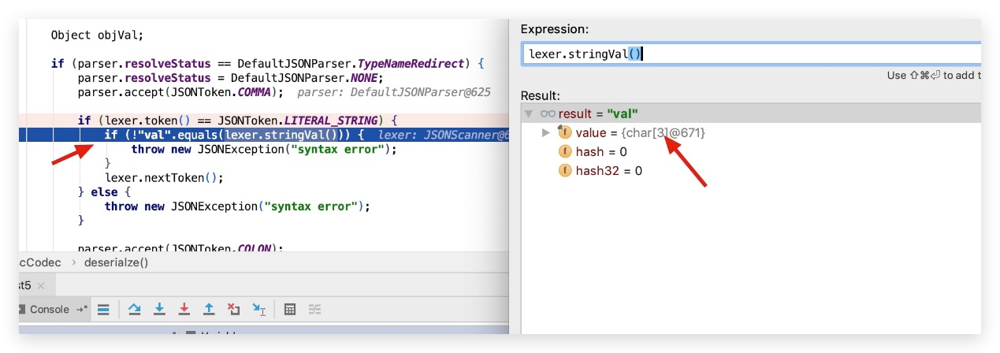 Object objVal;
if (parser.resolveStatus == DefaultJSONParser.TypeNameRedirect) {
parser.resolveStatus = DefaultJSONParser.NONE;
parser.accept(JSONToken.COMMA);  parser: DefaultJSONParser@625
if (lexer.token() == JSONToken.LITERAL_STRING) {
if (!"val".equals(lexer.stringVal())) {  lexer: JSONScanner@6
throw new JSONException("syntax error");
}
lexer.nextToken();
} else {
throw new JSONException("syntax error");
}
parser.accept(JSONToken.COLON);
cCodec › deserialze()
t5 ×
Console
Expression:
lexer.stringVal()
Use ⇧⌘⏎ to add t
Result:
result = "val"
f value = {char[3]@671}
f hash = 0
f hash32 = 0